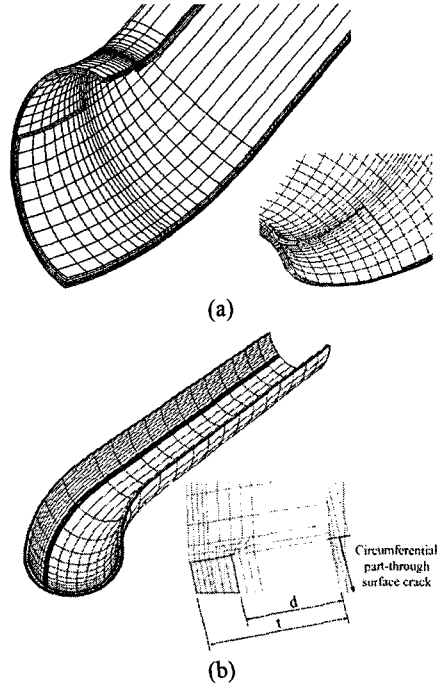 (a)
Circumferential
part-through
surface crack
d
t
(b)